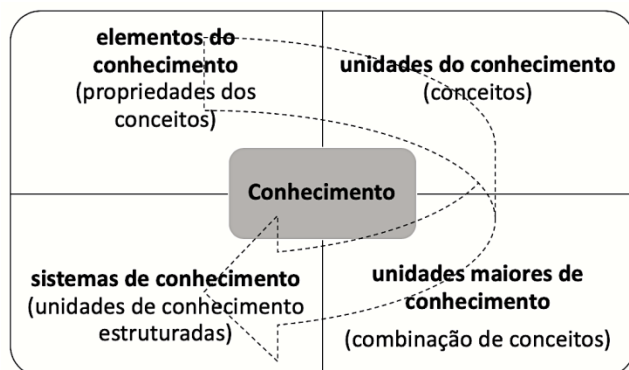 elementos do
conhecimento
(propriedades dos
conceitos)
unidades do conhecimento
(conceitos)
Conhecimento
sistemas de conhecimento
(unidades de conhecimento
estruturadas)
unidades maiores de
conhecimento
(combinação de conceitos)